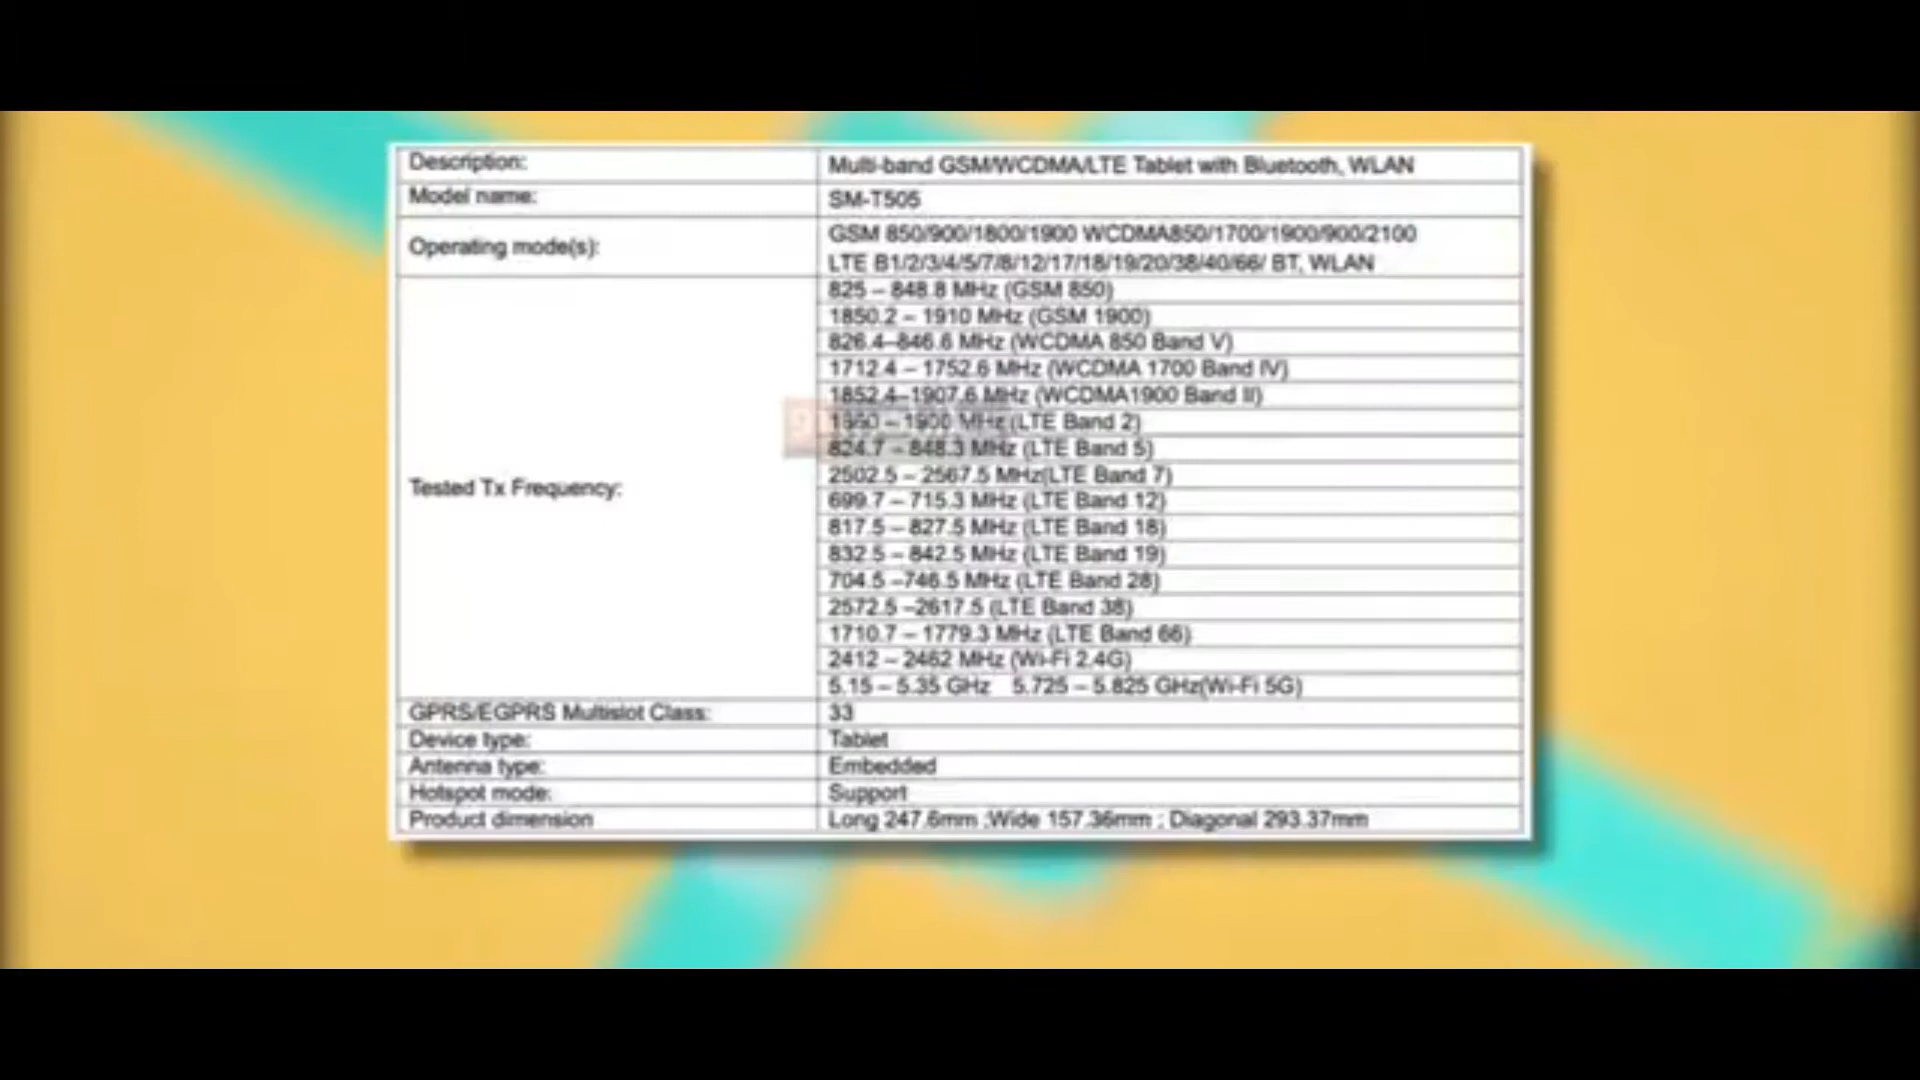 Description: Multi-band GSM/WCDMA/LTE Tablet with Bluetooth, WLAN
Model name: SM-T505
Operating mode(s): GSM 850/900/1800/1900 WCDMA850/1700/1900/900/2100
LTE B1/2/3/4/5/7/8/12/17/18/19/20/38/40/66/ BT, WLAN
Tested Tx Frequency: 825 – 848.8 MHz (GSM 850)
1850.2 – 1910 MHz (GSM 1900)
826.4–846.6 MHz (WCDMA 850 Band V)
1712.4 – 1752.6 MHz (WCDMA 1700 Band IV)
1852.4–1907.6 MHz (WCDMA1900 Band II)
– 1900 MHz (LTE Band 2)
824.7 – 848.3 MHz (LTE Band 5)
2502.5 – 2567.5 MHz(LTE Band 7)
699.7 – 715.3 MHz (LTE Band 12)
817.5 – 827.5 MHz (LTE Band 18)
832.5 – 842.5 MHz (LTE Band 19)
704.5 –746.5 MHz (LTE Band 28)
2572.5 –2617.5 (LTE Band 38)
1710.7 – 1779.3 MHz (LTE Band 66)
2412 – 2462 MHz (Wi-Fi 2.4G)
5.15 – 5.35 GHz 5.725 – 5.825 GHz(Wi-Fi 5G)
GPRS/EGPRS Multislot Class: 33
Device type: Tablet
Antenna type: Embedded
Hotspot mode: Support
Product dimension Long 247.6mm ;Wide 157.36mm ; Diagonal 293.37mm